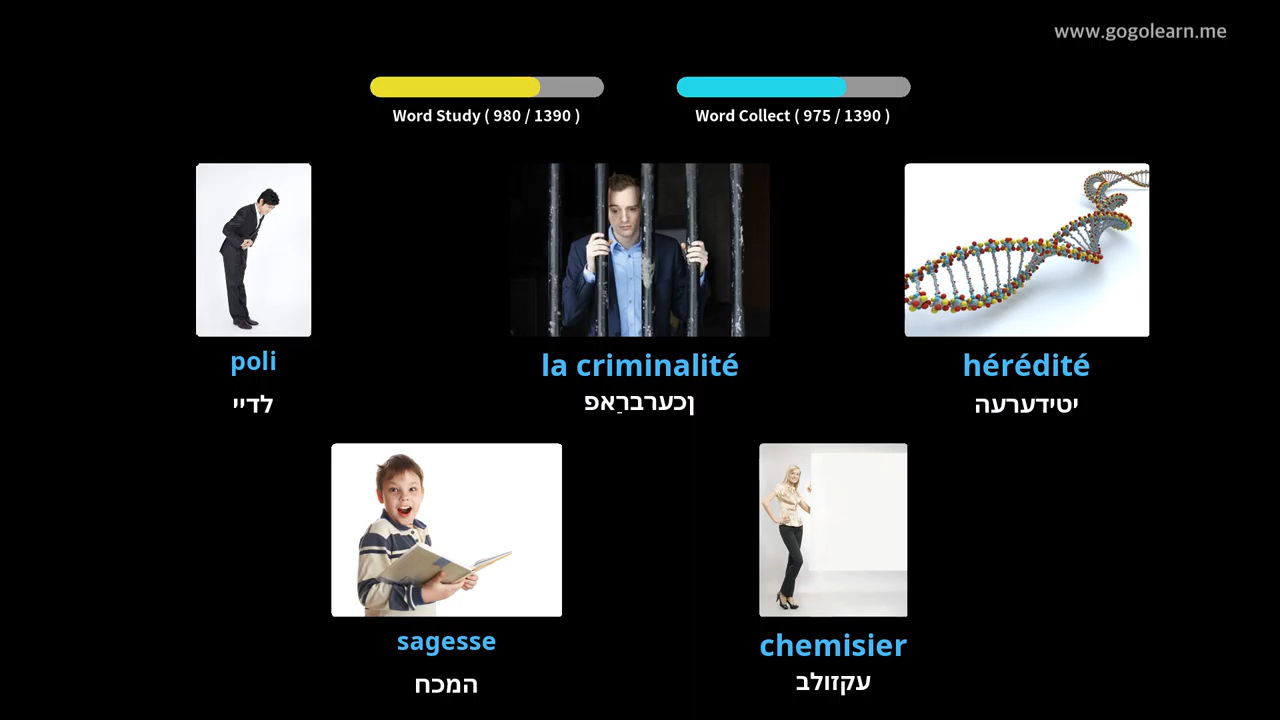 www.gogolearn.me
Word Study ( 980 / 1390 )
Word Collect ( 975 / 1390 )
poli
לדיי
la criminalité
ןכערברַאפ
hérédité
יטידערעה
sagesse
המכח
chemisier
עקזולב